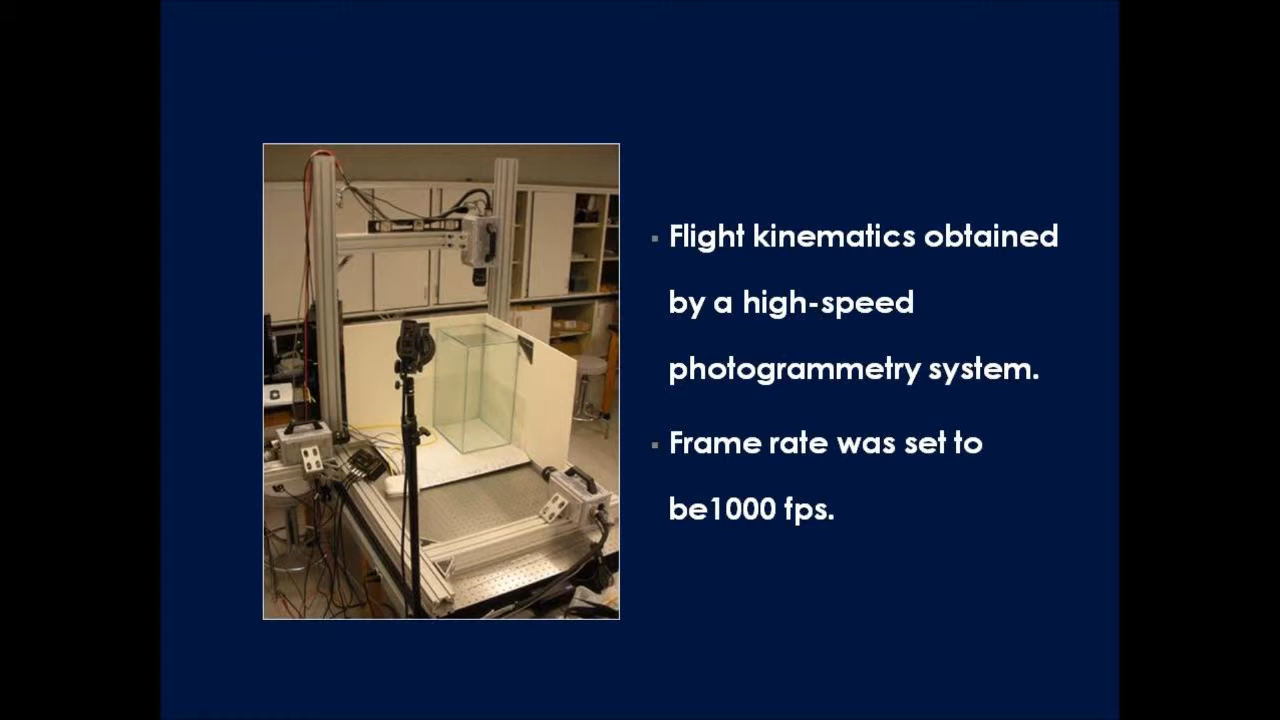 ▪ Flight kinematics obtained
by a high-speed
photogrammetry system.
▪ Frame rate was set to
be1000 fps.